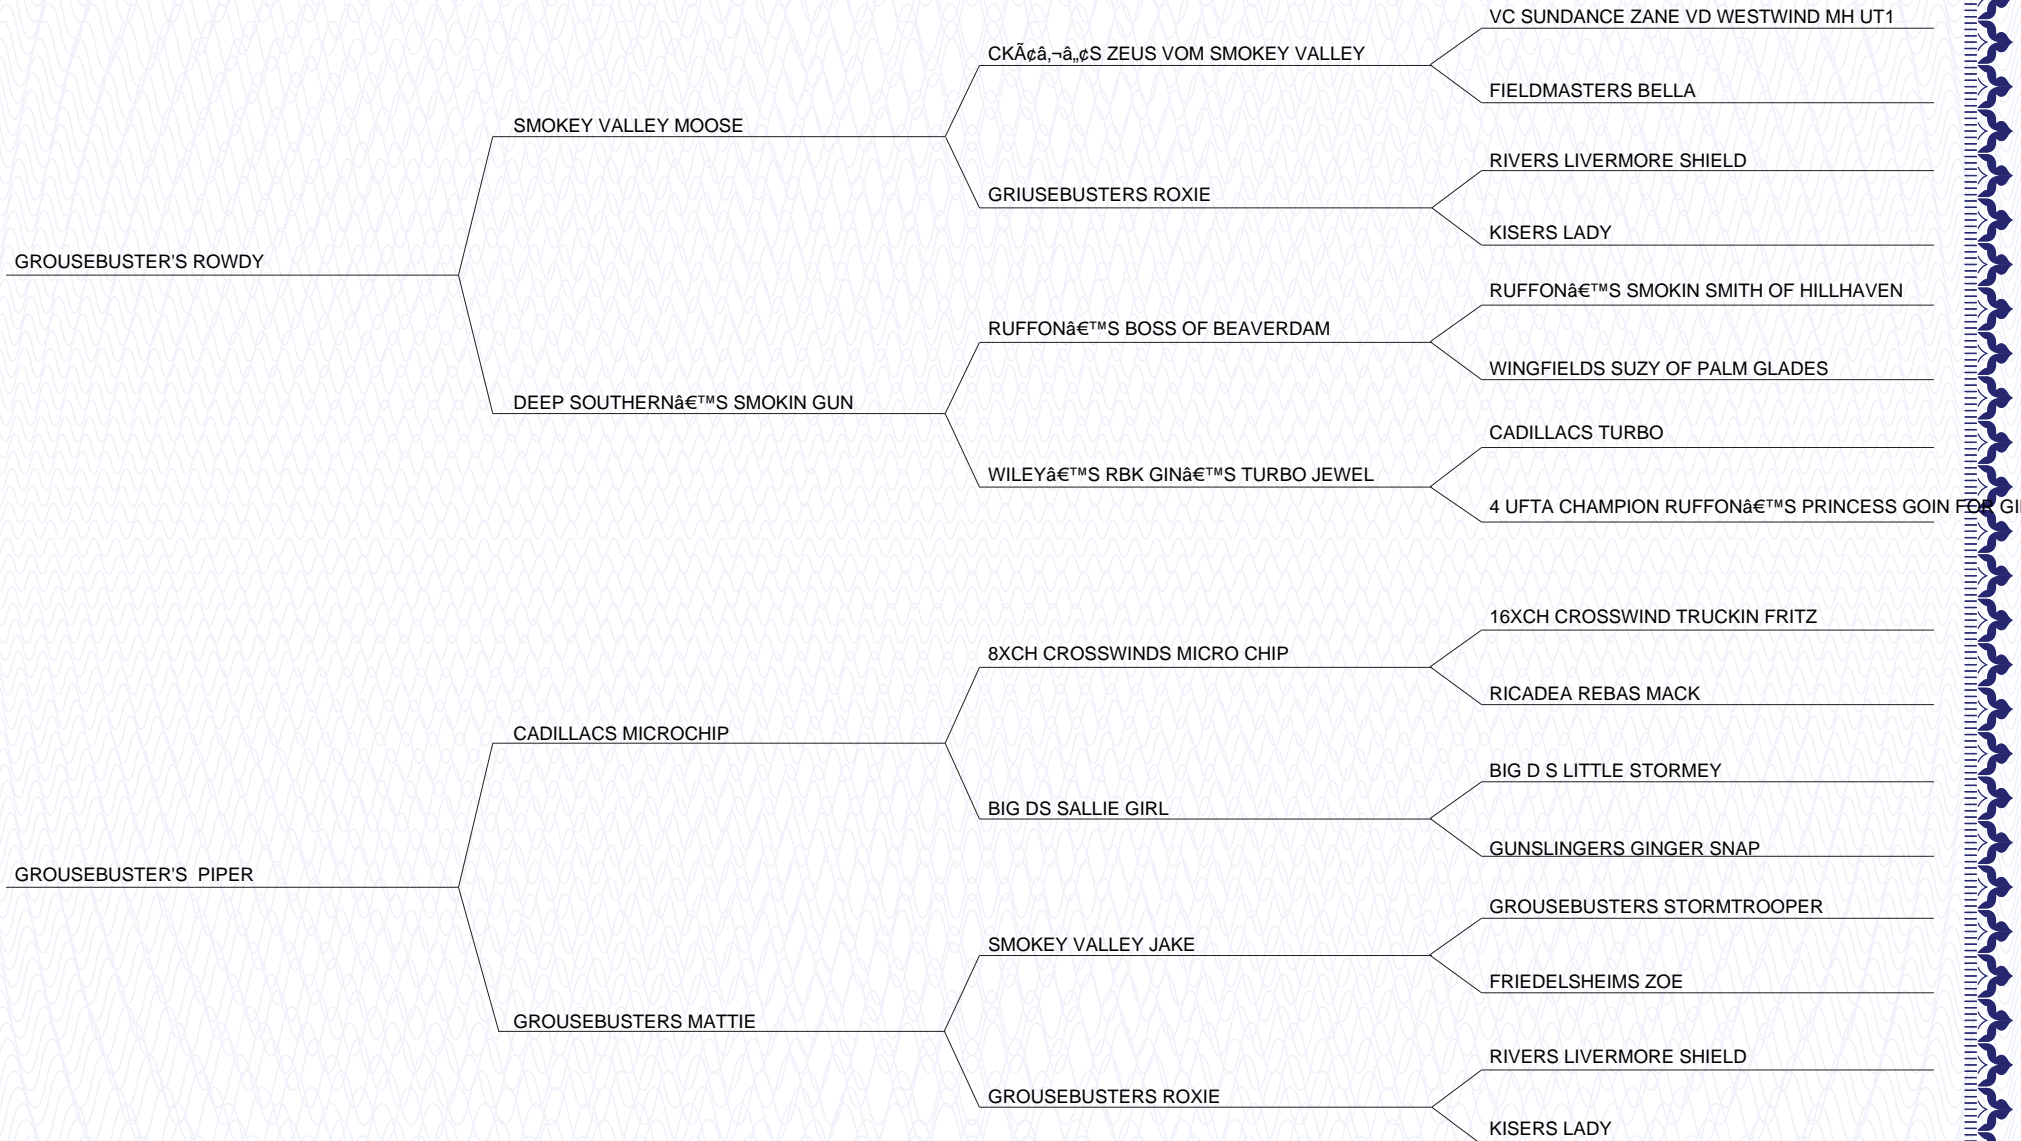 VC SUNDANCE ZANE VD WESTWIND MH UT1
CKÃ¢â‚¬â„¢S ZEUS VOM SMOKEY VALLEY
FIELDMASTERS BELLA
SMOKEY VALLEY MOOSE
RIVERS LIVERMORE SHIELD
GRIUSEBUSTERS ROXIE
KISERS LADY
GROUSEBUSTER'S ROWDY
RUFFONâ€™S SMOKIN SMITH OF HILLHAVEN
RUFFONâ€™S BOSS OF BEAVERDAM
WINGFIELDS SUZY OF PALM GLADES
DEEP SOUTHERNâ€™S SMOKIN GUN
CADILLACS TURBO
WILEYâ€™S RBK GINâ€™S TURBO JEWEL
4 UFTA CHAMPION RUFFONâ€™S PRINCESS GOIN FOR
16XCH CROSSWIND TRUCKIN FRITZ
8XCH CROSSWINDS MICRO CHIP
RICADEA REBAS MACK
CADILLACS MICROCHIP
BIG D S LITTLE STORMEY
BIG DS SALLIE GIRL
GUNSLINGERS GINGER SNAP
GROUSEBUSTER'S  PIPER
GROUSEBUSTERS STORMTROOPER
SMOKEY VALLEY JAKE
FRIEDELSHEIMS ZOE
GROUSEBUSTERS MATTIE
RIVERS LIVERMORE SHIELD
GROUSEBUSTERS ROXIE
KISERS LADY